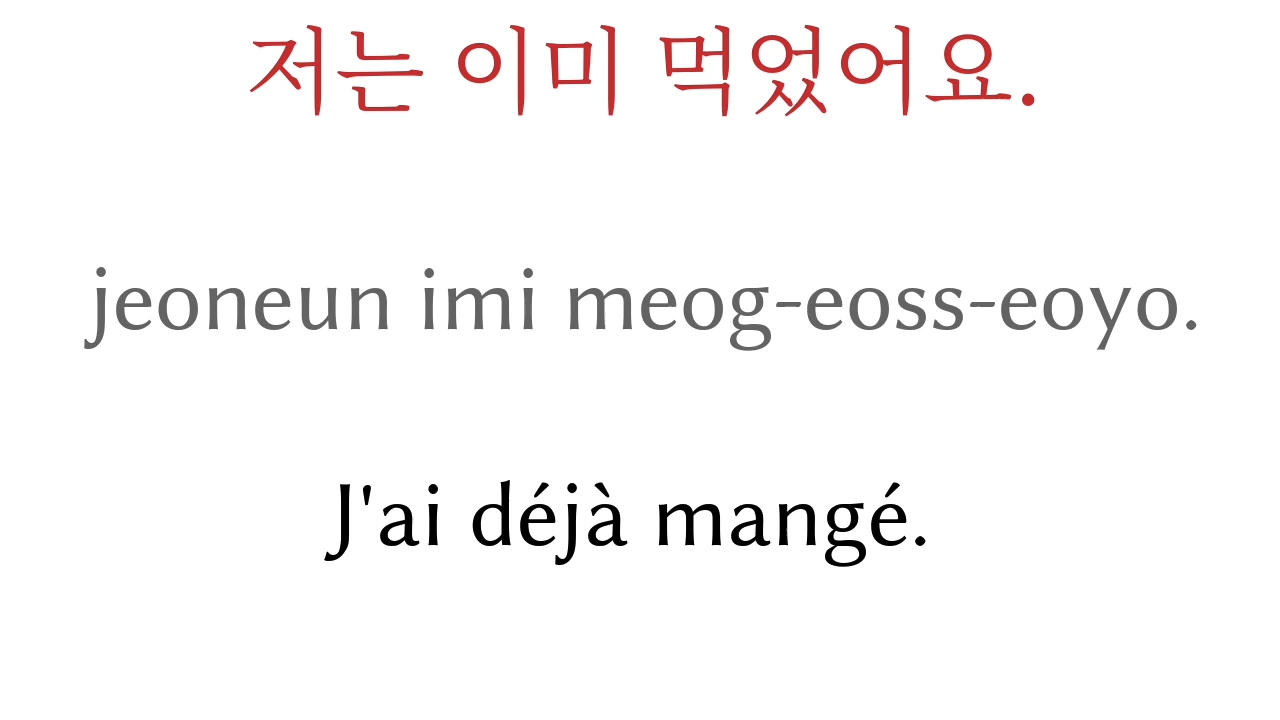 저는 이미 먹었어요.
jeoneun imi meog-eoss-eoyo.
J'ai déjà mangé.